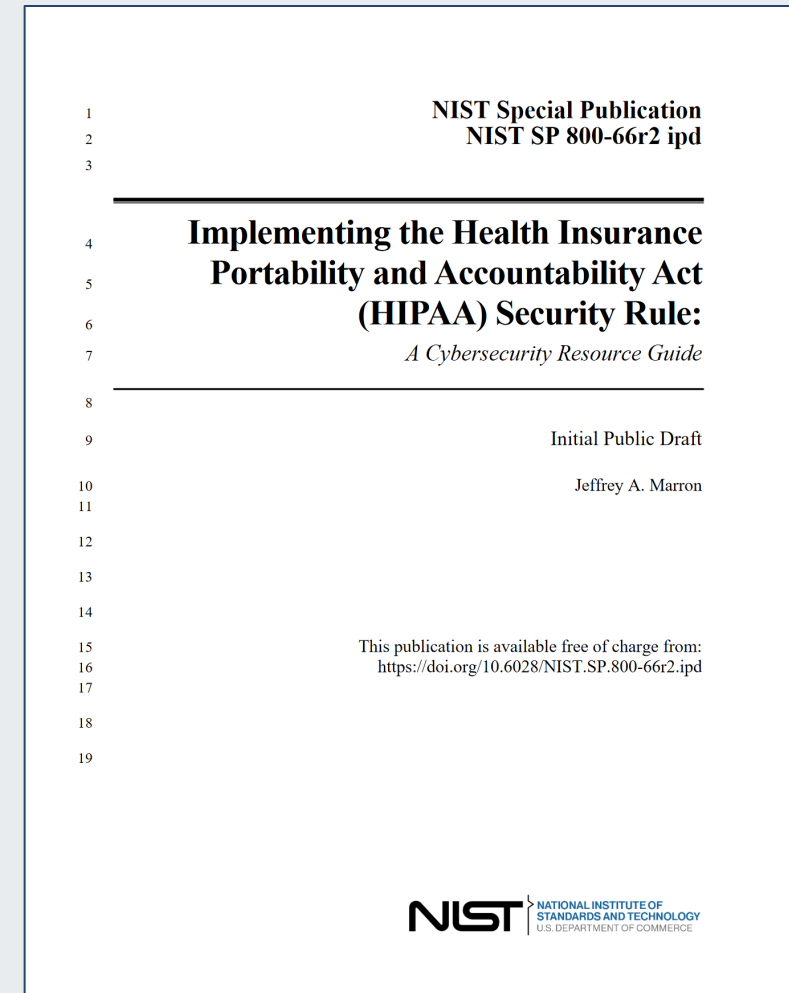 1 NIST Special Publication
2 NIST SP 800-66r2 ipd
3
4 Implementing the Health Insurance
5 Portability and Accountability Act
6 (HIPAA) Security Rule:
7 A Cybersecurity Resource Guide
8
9 Initial Public Draft
10 Jeffrey A. Marron
11
12
13
14
15 This publication is available free of charge from:
16 https://doi.org/10.6028/NIST.SP.800-66r2.ipd
17
18
19
NIST NATIONAL INSTITUTE OF
STANDARDS AND TECHNOLOGY
U.S. DEPARTMENT OF COMMERCE